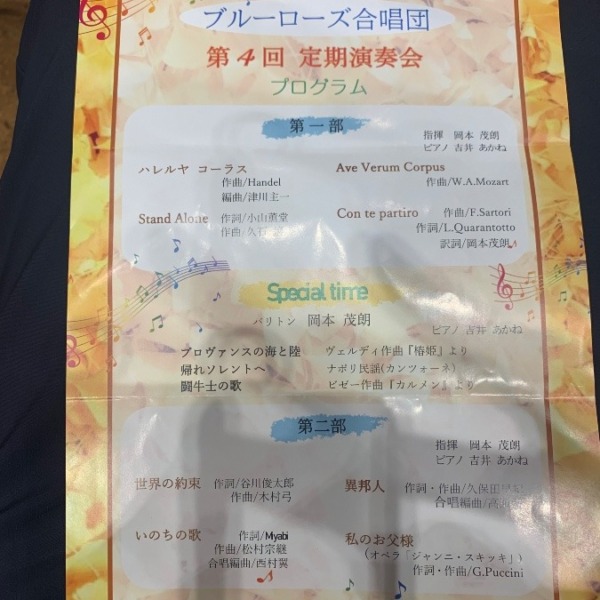 ブルーローズ合唱団
第4回 定期演奏会
プログラム
第一部
指揮 岡本 茂朗
ピアノ 吉井 あかね
ハレルヤ コーラス
作曲/Handel
編曲/津川主一
Ave Verum Corpus
作曲/W.A.Mozart
Stand Alone 作詞/小山薫堂
作曲/久石
Con te partiro 作曲/F.Sartori
作詞/L.Quarantotto
訳詞/岡本茂朗
Special time
バリトン 岡本 茂朗
ピアノ 吉井 あかね
プロヴァンスの海と陸 ヴェルディ作曲『椿姫』より
帰れソレントへ ナポリ民謡(カンツォーネ)
闘牛士の歌 ビゼー作曲『カルメン』より
第二部
指揮 岡本 茂朗
ピアノ 吉井 あかね
世界の約束 作詞/谷川俊太郎
作曲/木村弓
異邦人 作詞・作曲/久保田早紀
合唱編曲/高
いのちの歌 作詞/Miyabi
作曲/松村宗継
合唱編曲/西村翼
私のお父様
(オペラ「ジャンニ・スキッキ」)
作詞・作曲/G.Puccini